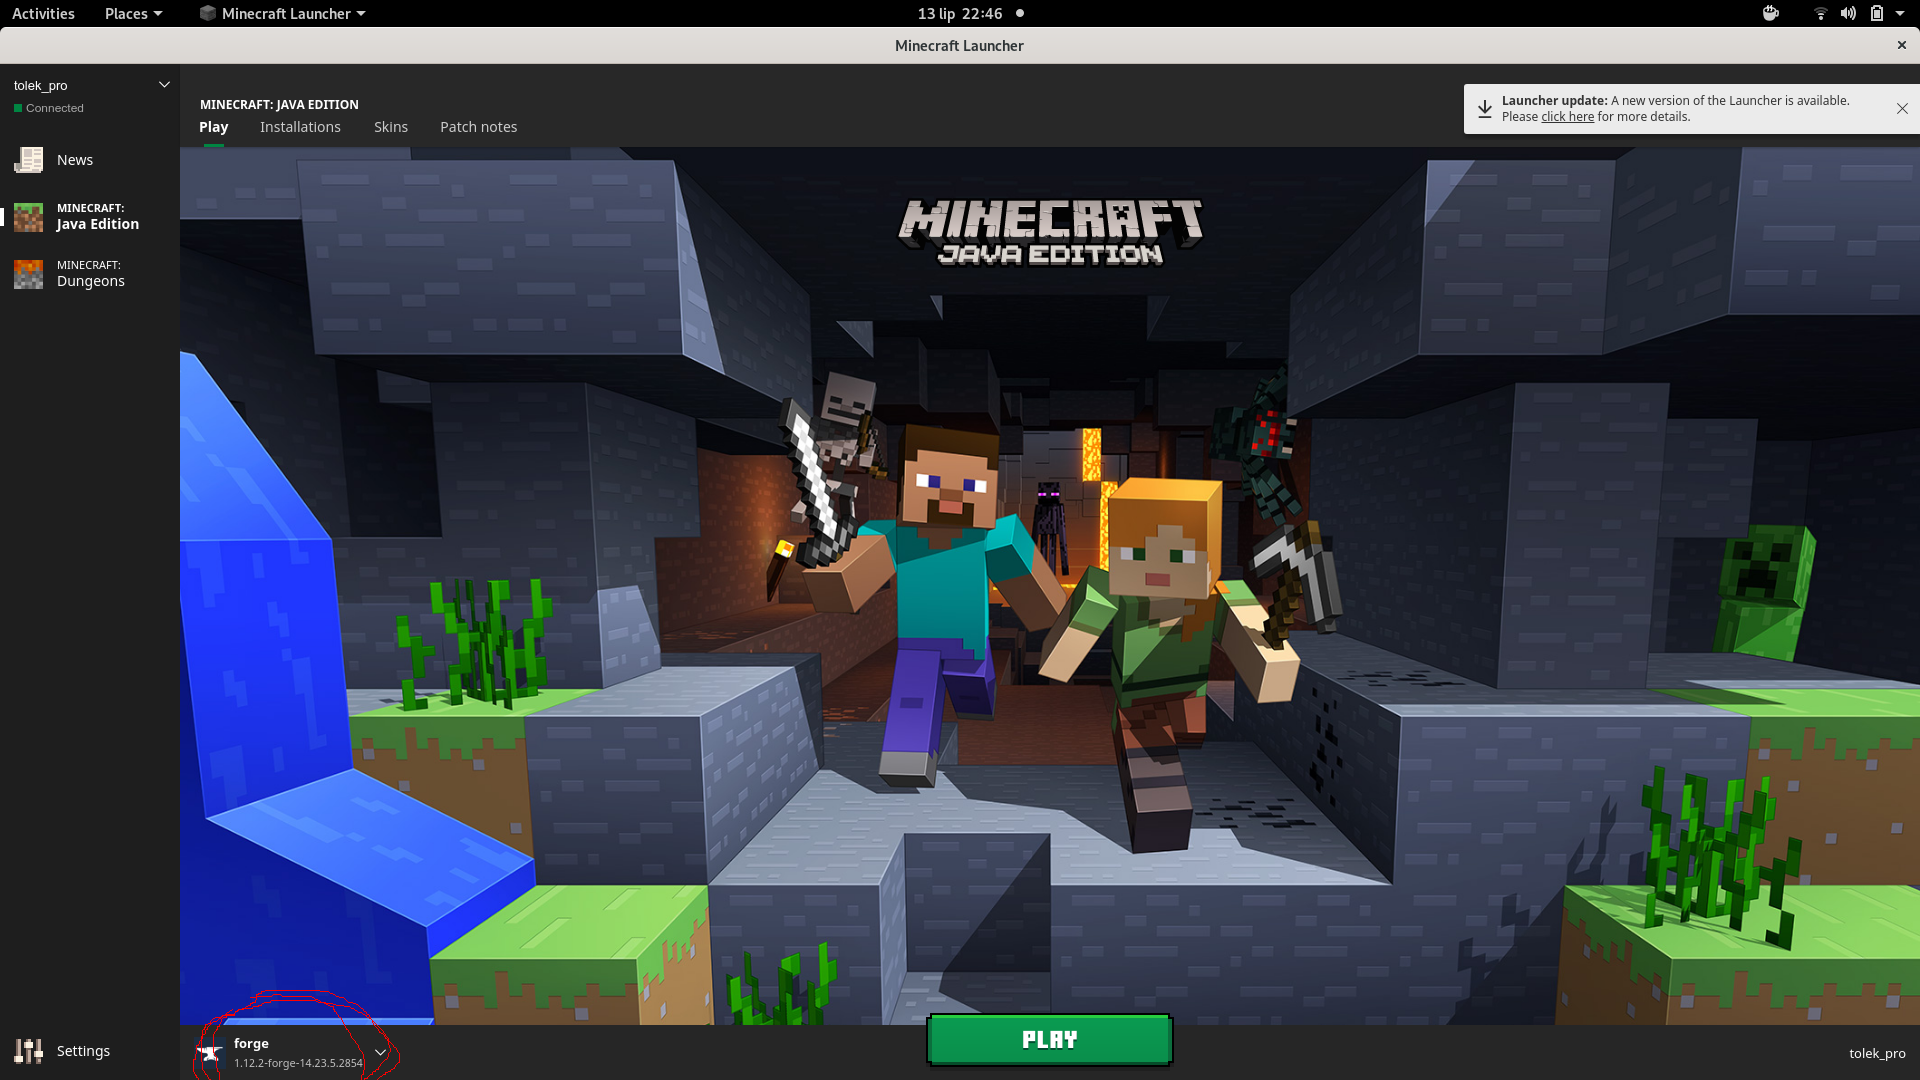 Activities Places Minecraft Launcher 13 lip 22:46
Minecraft Launcher
tolek_pro
Connected
News
MINECRAFT:
Java Edition
MINECRAFT:
Dungeons
MINECRAFT: JAVA EDITION
Play Installations Skins Patch notes
Launcher update: A new version of the Launcher is available.
Please click here for more details.
MINECRAFT
JAVA EDITION
Settings
forge
1.12.2-forge-14.23.5.2854
PLAY
tolek_pro